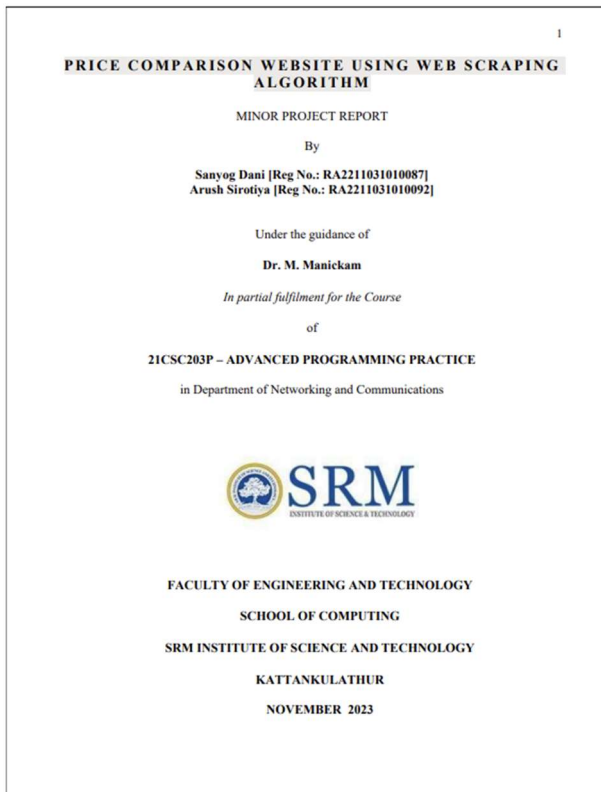 1
PRICE COMPARISON WEBSITE USING WEB SCRAPING
ALGORITHM
MINOR PROJECT REPORT
By
Sanyog Dani [Reg No.: RA2211031010087]
Arush Sirotiya [Reg No.: RA2211031010092]
Under the guidance of
Dr. M. Manickam
In partial fulfilment for the Course
of
21CSC203P – ADVANCED PROGRAMMING PRACTICE
in Department of Networking and Communications
SRM
INSTITUTE OF SCIENCE & TECHNOLOGY
FACULTY OF ENGINEERING AND TECHNOLOGY
SCHOOL OF COMPUTING
SRM INSTITUTE OF SCIENCE AND TECHNOLOGY
KATTANKULATHUR
NOVEMBER 2023